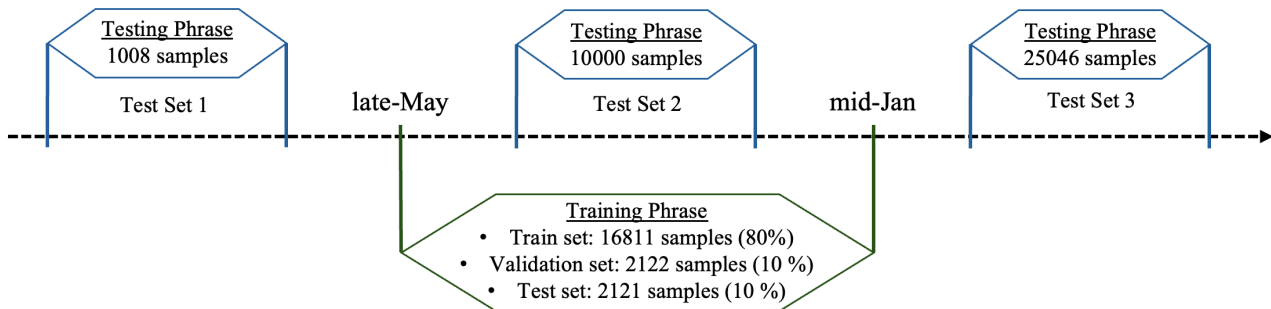 Testing Phrase
1008 samples
Test Set 1
late-May
Testing Phrase
10000 samples
Test Set 2
mid-Jan
Testing Phrase
25046 samples
Test Set 3
Training Phrase
• Train set: 16811 samples (80%)
• Validation set: 2122 samples (10 %)
• Test set: 2121 samples (10 %)